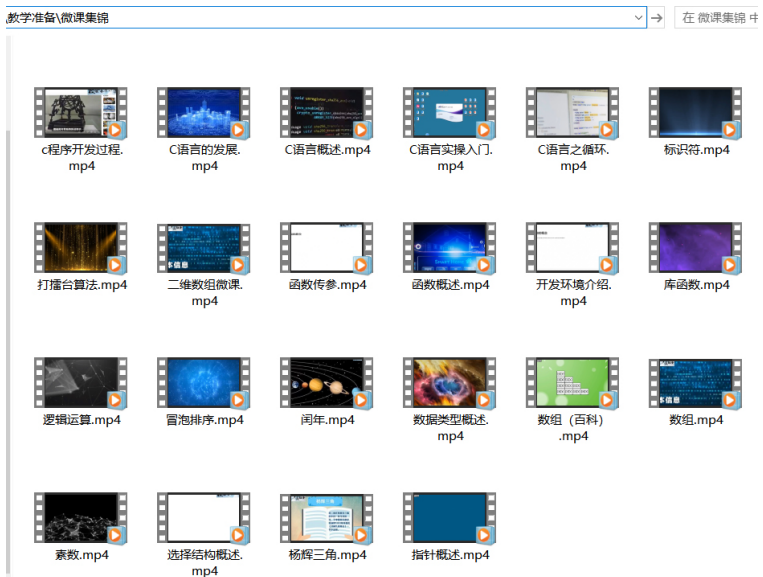 \教学准备\微课集锦
在 微课集锦 中
c程序开发过程.
mp4
C语言的发展.
mp4
C语言概述.mp4
C语言实操入门.
mp4
C语言之循环.
mp4
标识符.mp4
打擂台算法.mp4
二维数组微课.
mp4
函数传参.mp4
函数概述.mp4
开发环境介绍.
mp4
库函数.mp4
逻辑运算.mp4
冒泡排序.mp4
闰年.mp4
数据类型概述.
mp4
数组（百科）
.mp4
数组.mp4
素数.mp4
选择结构概述.
mp4
杨辉三角.mp4
指针概述.mp4